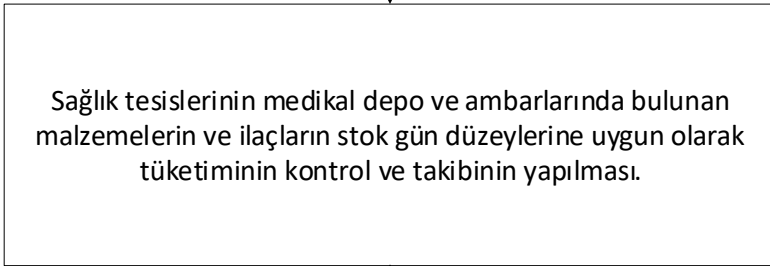 Sağlık tesislerinin medikal depo ve ambarlarında bulunan
malzemelerin ve ilaçların stok gün düzeylerine uygun olarak
tüketiminin kontrol ve takibinin yapılması.